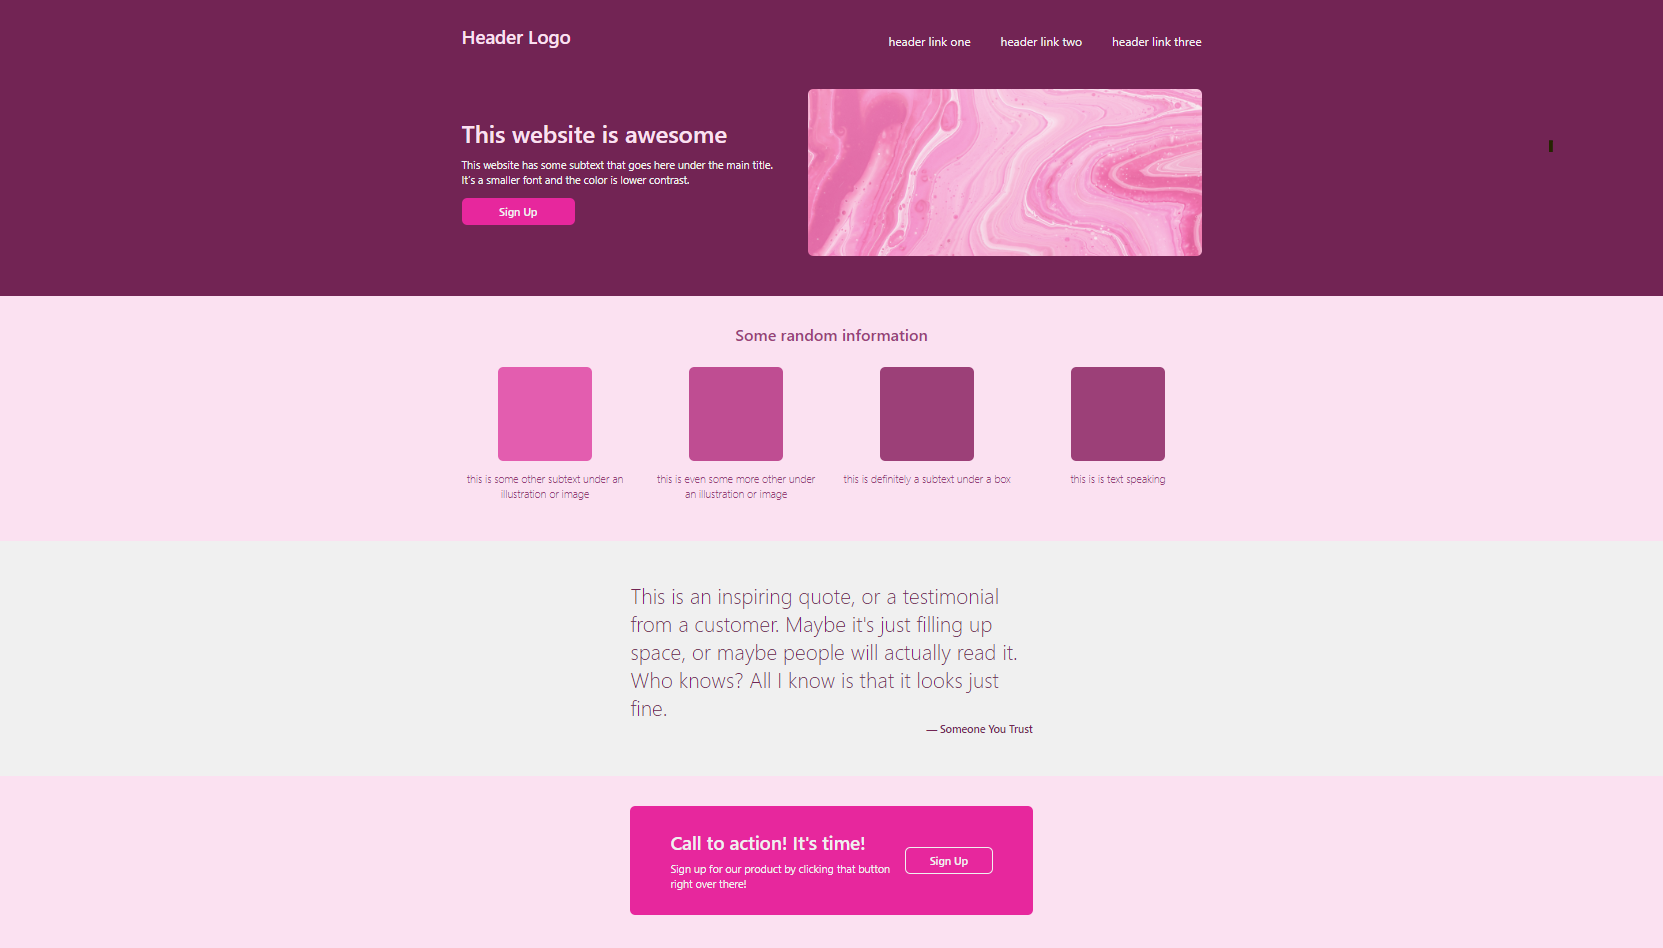 Header Logo
header link one
header link two
header link three
This website is awesome
This website has some subtext that goes here under the main title.
It's a smaller font and the color is lower contrast.
Sign Up
Some random information
this is some other subtext under an
illustration or image
this is even some more other under
an illustration or image
this is definitely a subtext under a box
this is is text speaking
This is an inspiring quote, or a testimonial
from a customer. Maybe it's just filling up
space, or maybe people will actually read it.
Who knows? All I know is that it looks just
fine.
— Someone You Trust
Call to action! It's time!
Sign up for our product by clicking that button
right over there!
Sign Up